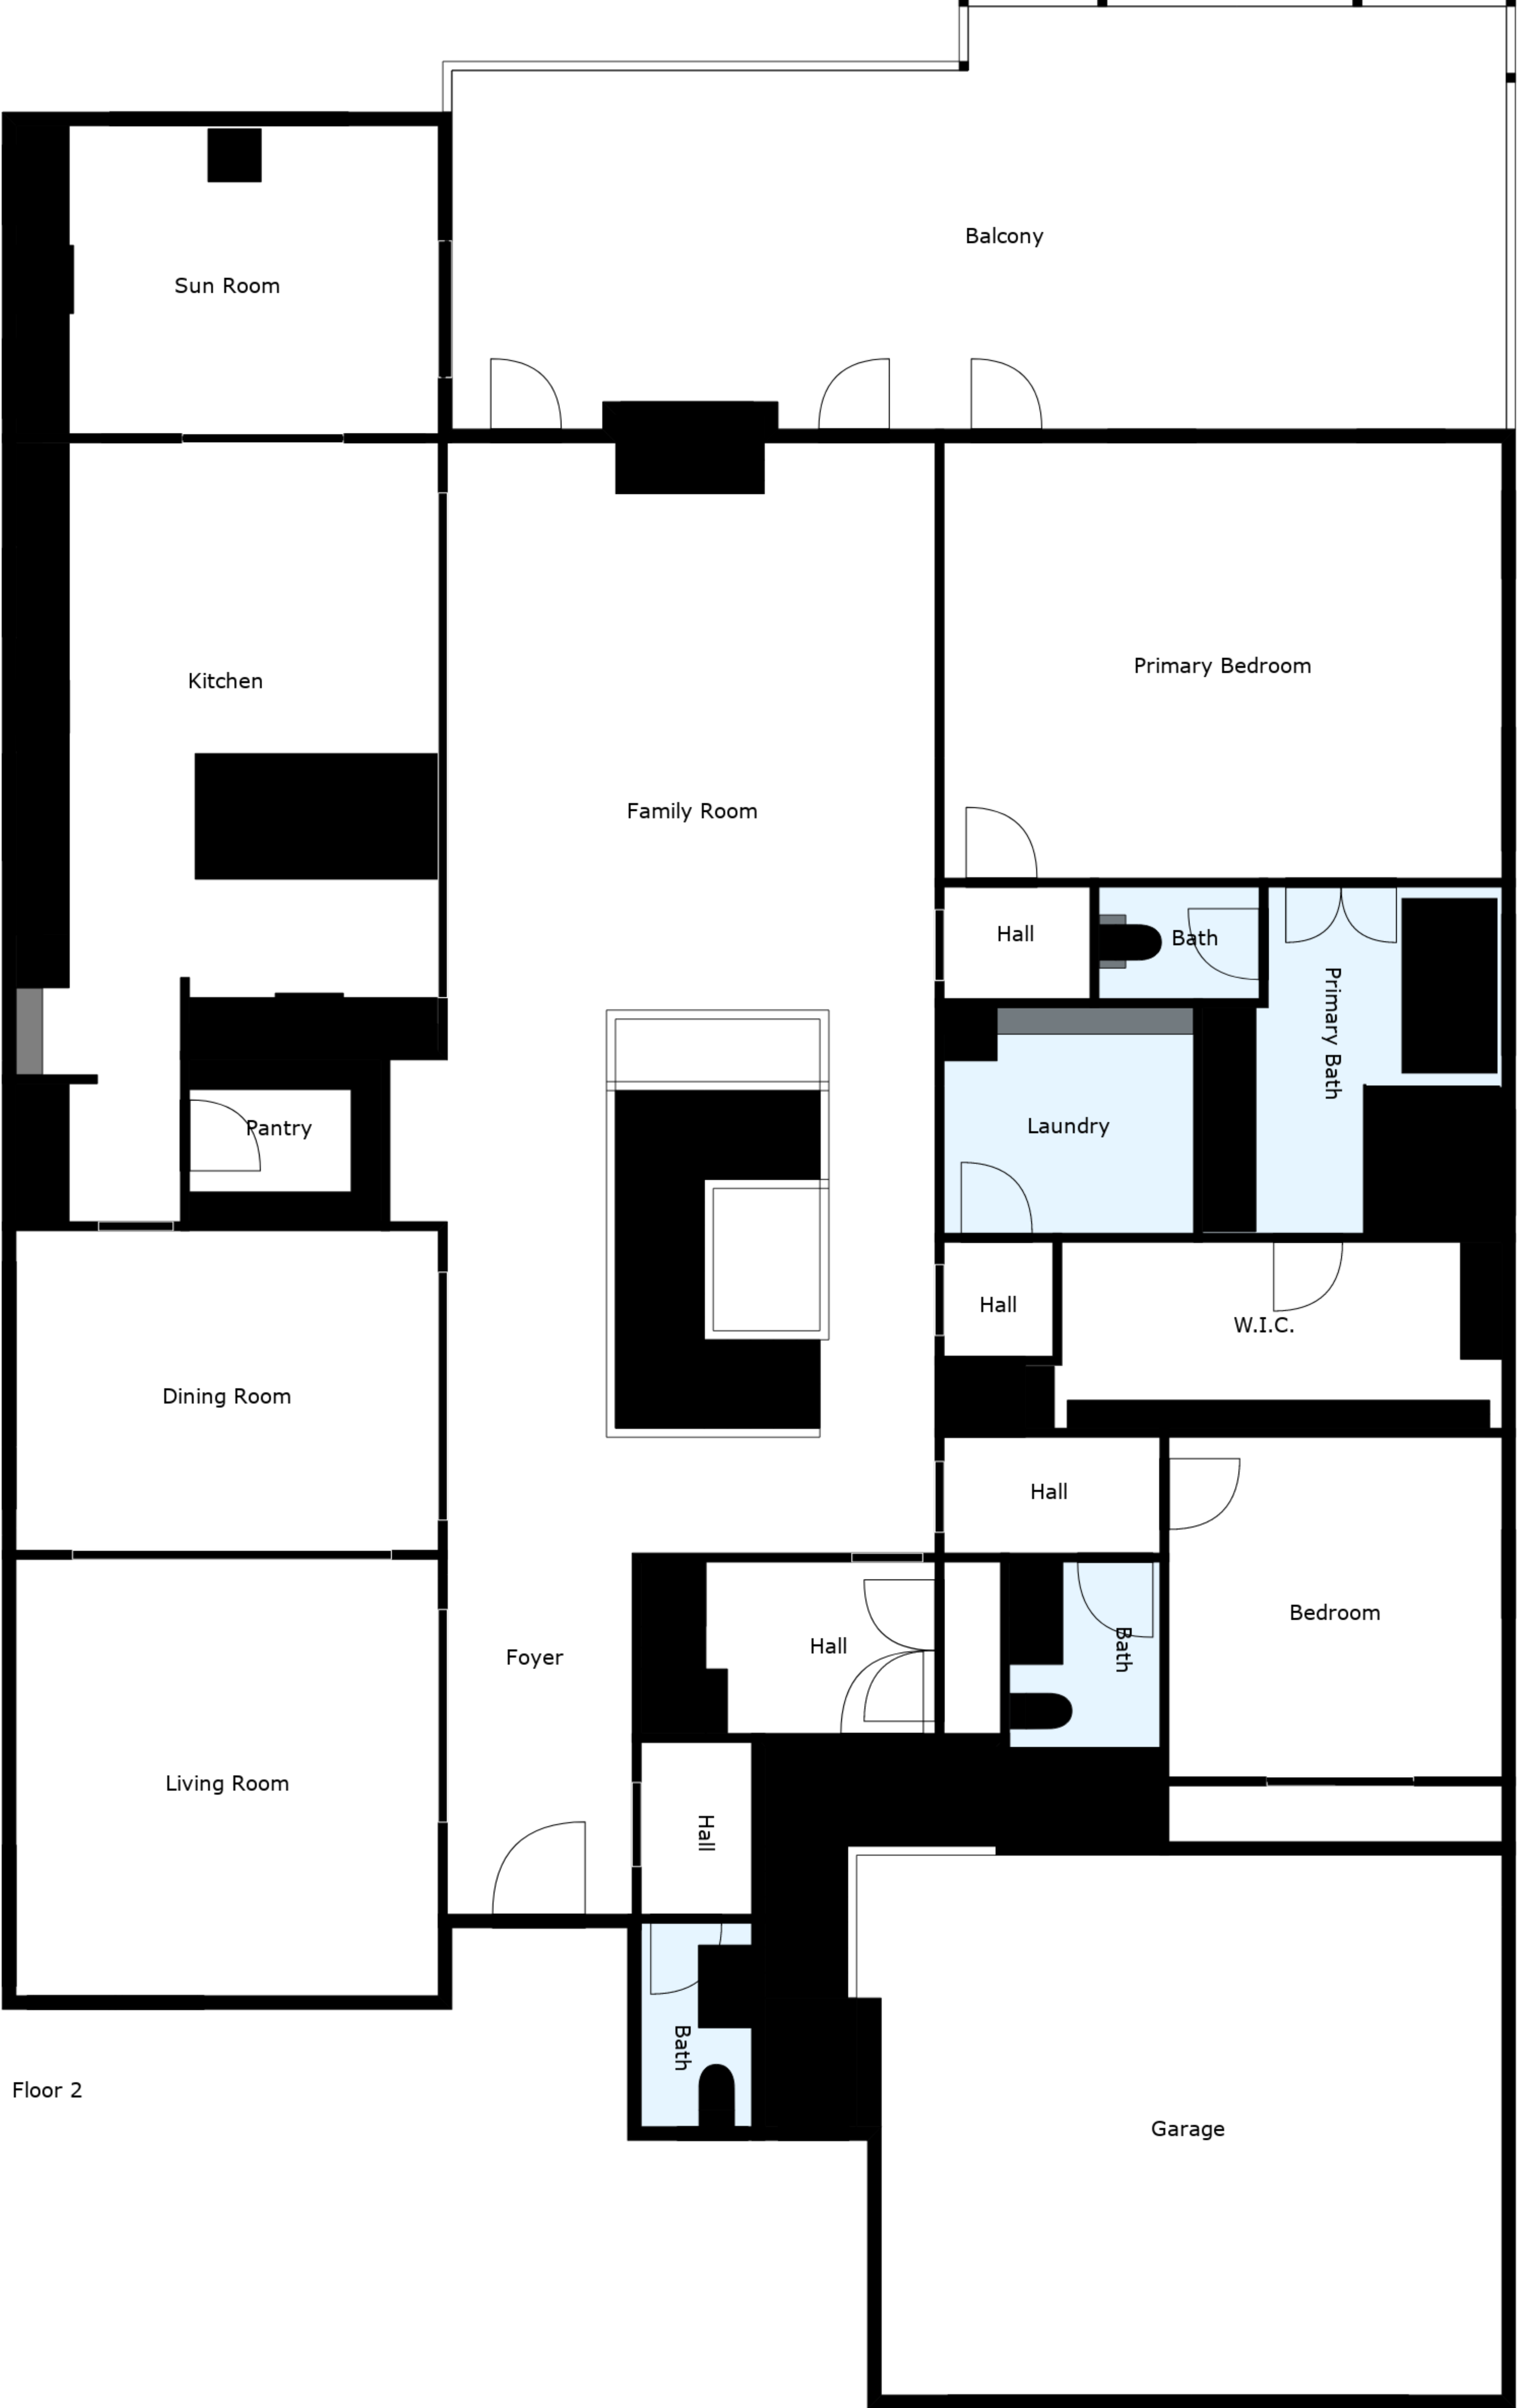 Balcony
Sun Room
Primary Bedroom
Kitchen
Family Room
Hall
Bath
Primary Bath
Laundry
Pantry
Hall
W.I.C.
Dining Room
Hall
Bedroom
Hall
Bath
Foyer
Living Room
Hall
Bath
Floor 2
Garage